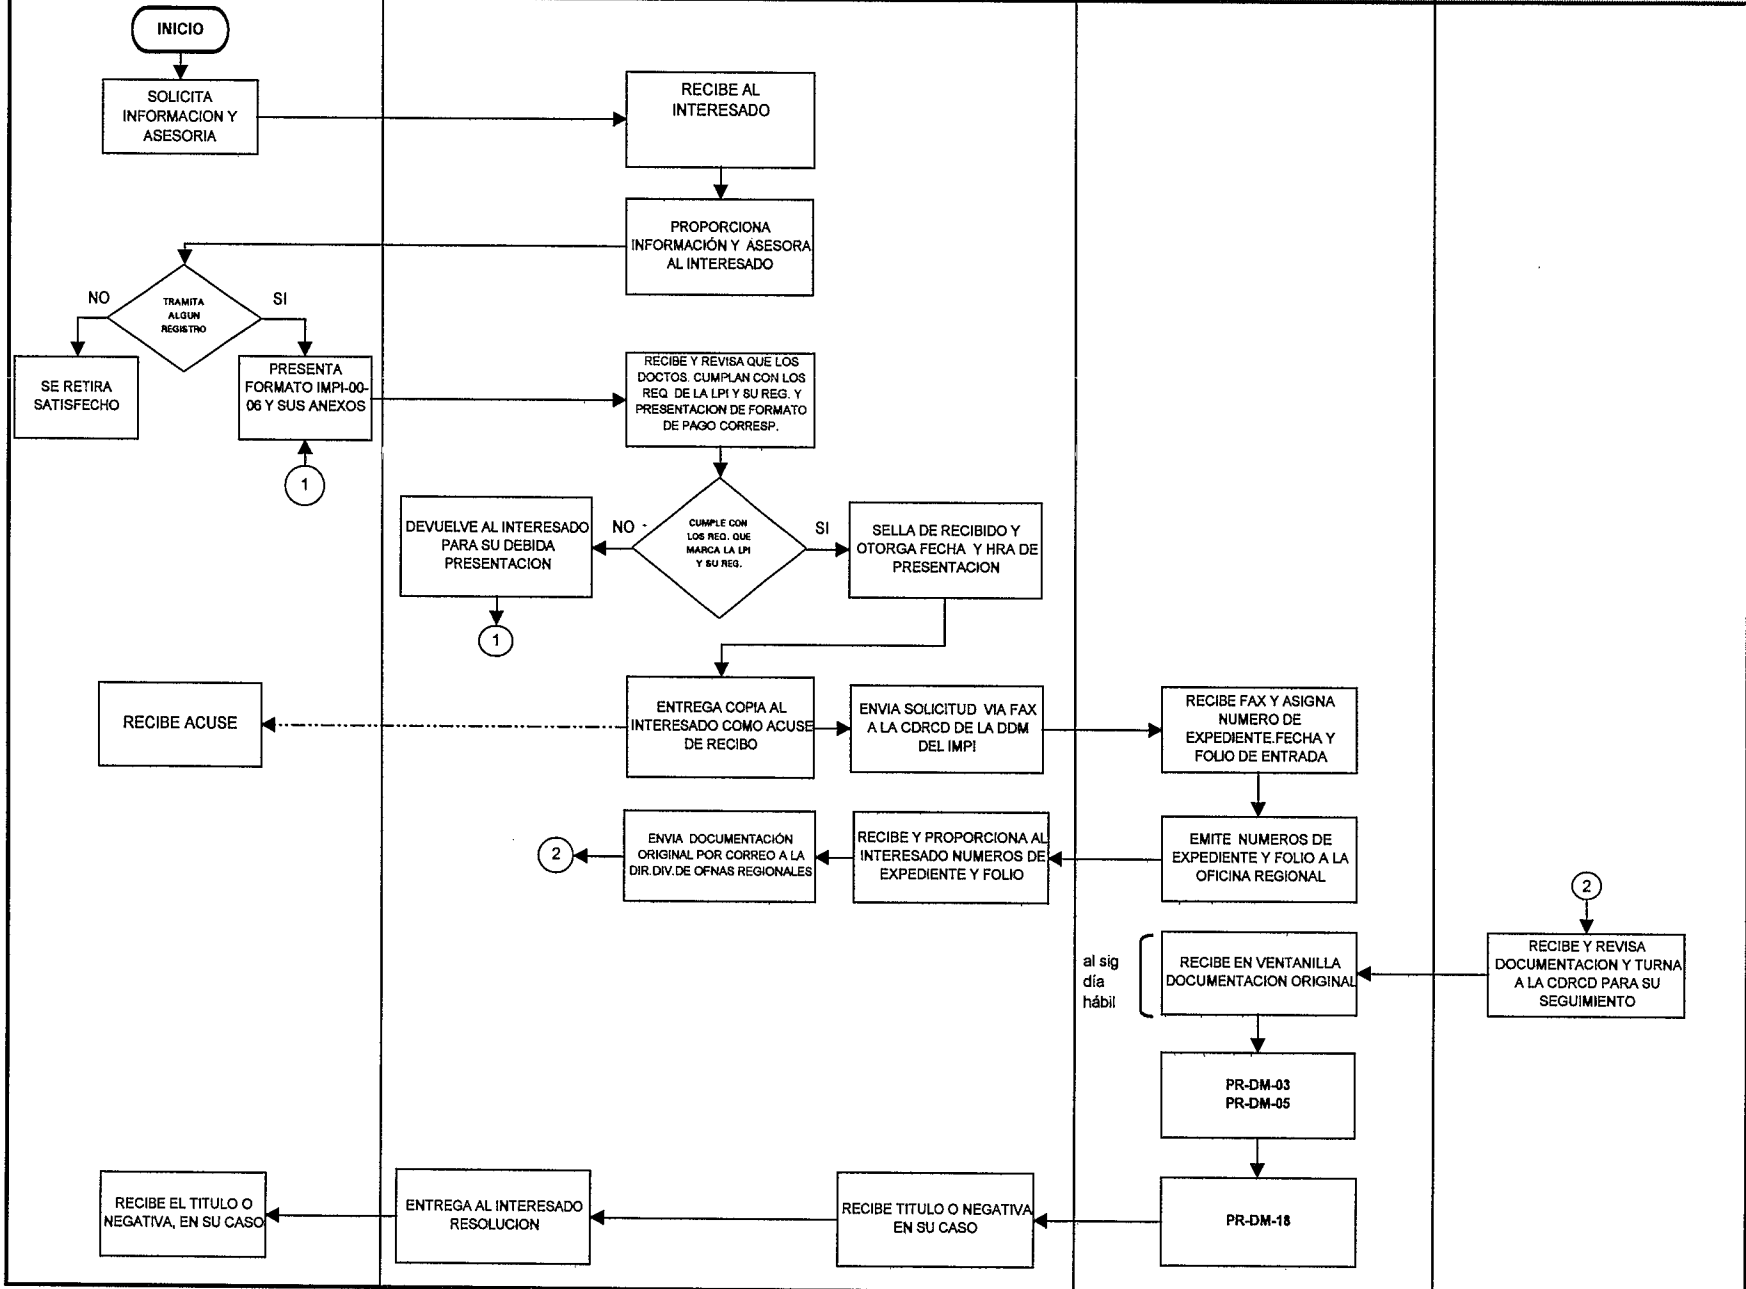 INICIO
SOLICITA
INFORMACION Y
ASESORIA
RECIBE AL
INTERESADO
PROPORCIONA
INFORMACIÓN Y ASESORA
AL INTERESADO
NO
TRAMITA
ALGUN
REGISTRO
SI
SE RETIRA
SATISFECHO
PRESENTA
FORMATO IMPI-00-
06 Y SUS ANEXOS
1
RECIBE Y REVISA QUE LOS
DOCTOS. CUMPLAN CON LOS
REQ. DE LA LPI Y SU REG. Y
PRESENTACION DE FORMATO
DE PAGO CORRESP.
DEVUELVE AL INTERESADO
PARA SU DEBIDA
PRESENTACION
NO
CUMPLE CON
LOS REQ. QUE
MARCA LA LPI
Y SU REG.
SI
SELLA DE RECIBIDO Y
OTORGA FECHA Y HRA DE
PRESENTACION
1
RECIBE ACUSE
ENTREGA COPIA AL
INTERESADO COMO ACUSE
DE RECIBO
ENVIA SOLICITUD VIA FAX
A LA CDRCD DE LA DDM
DEL IMPI
RECIBE FAX Y ASIGNA
NUMERO DE
EXPEDIENTE.FECHA Y
FOLIO DE ENTRADA
2
ENVIA DOCUMENTACIÓN
ORIGINAL POR CORREO A LA
DIR.DIV.DE OFNAS REGIONALES
RECIBE Y PROPORCIONA AL
INTERESADO NUMEROS DE
EXPEDIENTE Y FOLIO
EMITE NUMEROS DE
EXPEDIENTE Y FOLIO A LA
OFICINA REGIONAL
2
al sig
día
hábil
RECIBE EN VENTANILLA
DOCUMENTACION ORIGINAL
RECIBE Y REVISA
DOCUMENTACION Y TURNA
A LA CDRCD PARA SU
SEGUIMIENTO
PR-DM-03
PR-DM-05
RECIBE EL TITULO O
NEGATIVA, EN SU CASO
ENTREGA AL INTERESADO
RESOLUCION
RECIBE TITULO O NEGATIVA
EN SU CASO
PR-DM-18